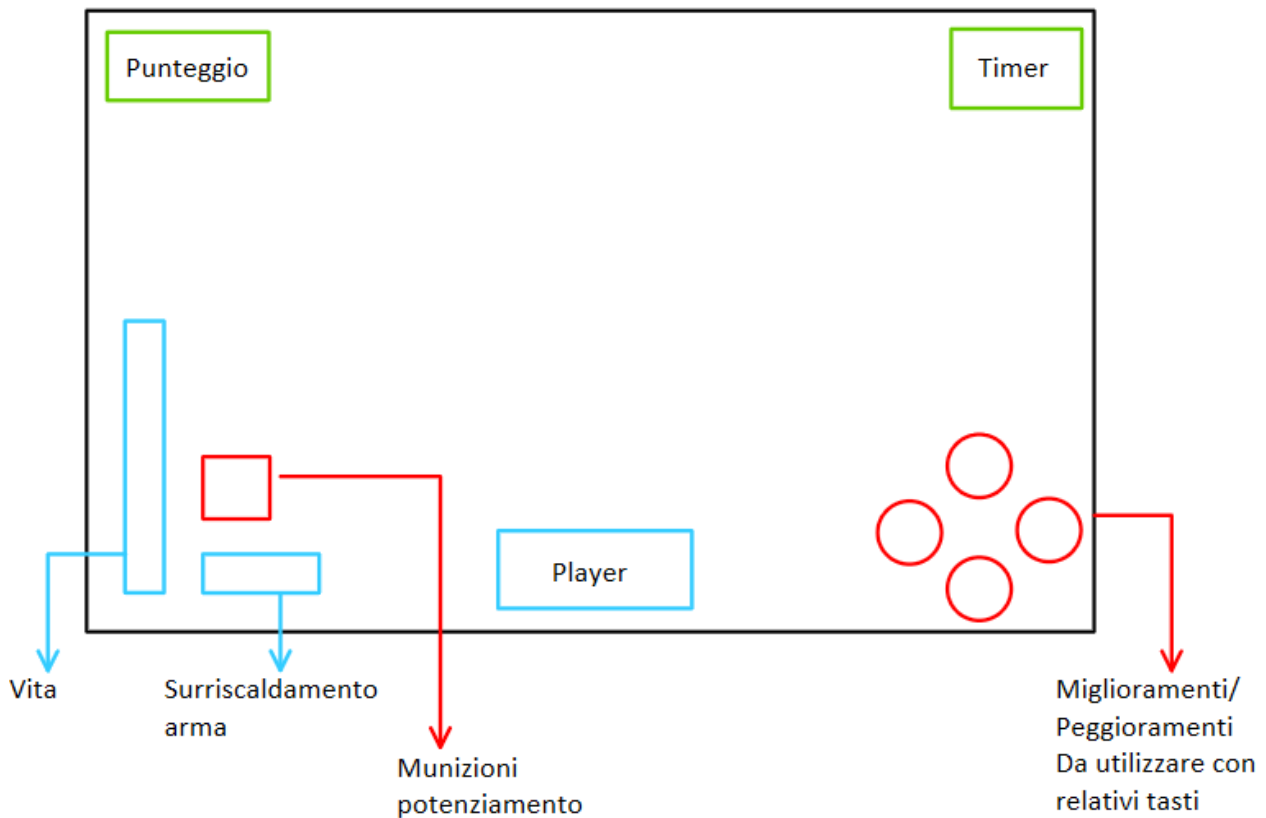 Punteggio
Timer
Player
Vita
Surriscaldamento
arma
Munizioni
potenziamento
Miglioramenti/
Peggioramenti
Da utilizzare con
relativi tasti